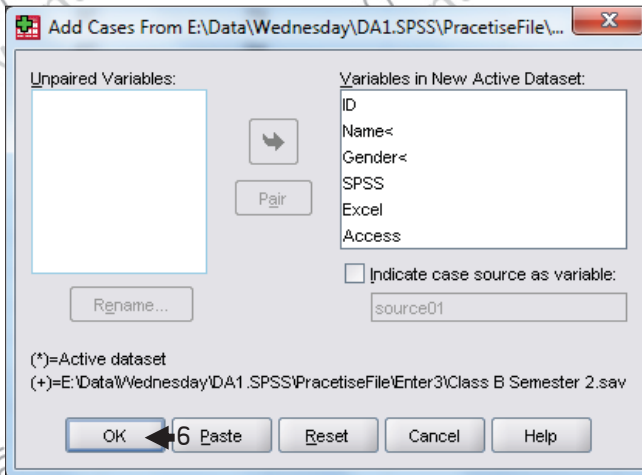 Add Cases From E:\Data\Wednesday\DA1.SPSS\PracetiseFile\...
Unpaired Variables:
Variables in New Active Dataset:
ID
Name<
Gender<
SPSS
Excel
Access
Pair
Indicate case source as variable:
Rename...
source01
(*)=Active dataset
(+)=E:\Data\Wednesday\DA1.SPSS\PracetiseFile\Enter3\Class B Semester 2.sav
OK 6 Paste Reset Cancel Help